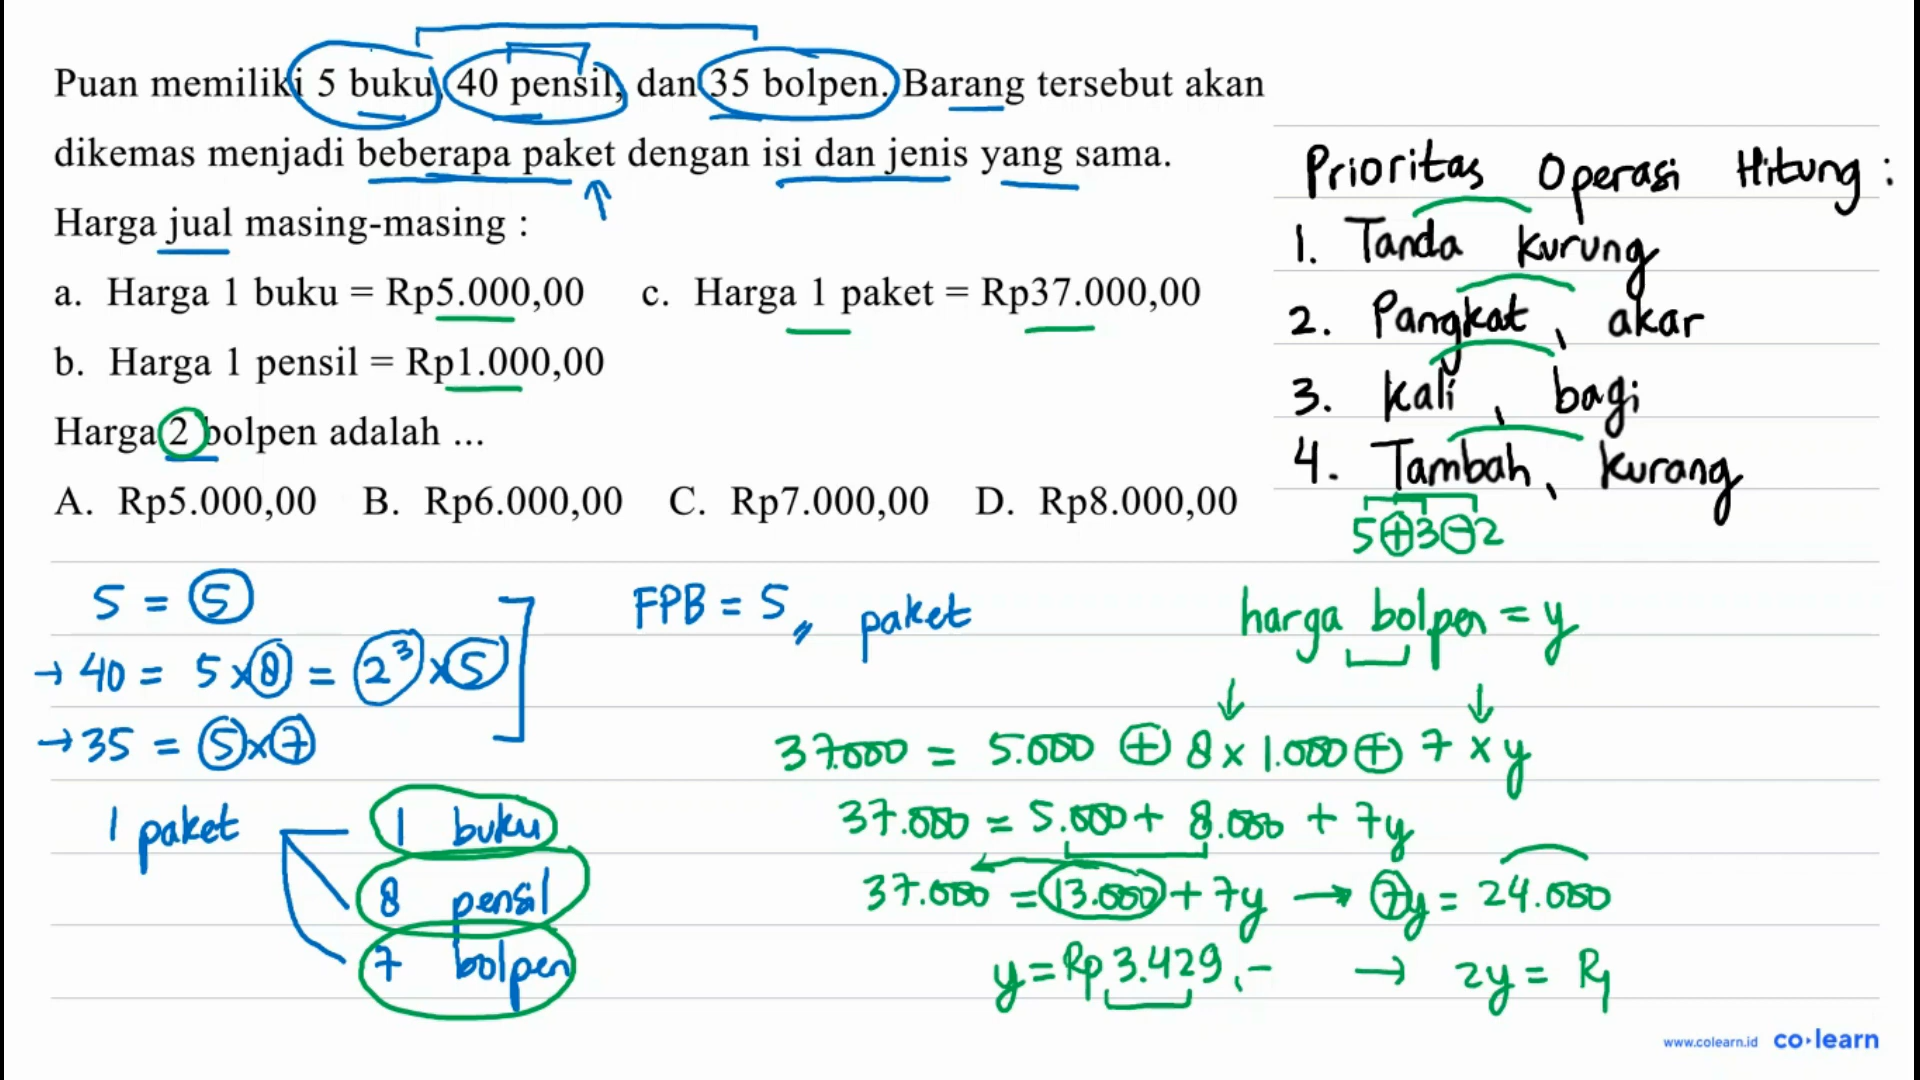 Puan memiliki 5 buku, 40 pensil, dan 35 bolpen. Barang tersebut akan
dikemas menjadi beberapa paket dengan isi dan jenis yang sama.
Harga jual masing-masing :
a. Harga 1 buku = Rp5.000,00 c. Harga 1 paket = Rp37.000,00
b. Harga 1 pensil = Rp1.000,00
Harga 2 bolpen adalah ...
A. Rp5.000,00 B. Rp6.000,00 C. Rp7.000,00 D. Rp8.000,00
Prioritas Operasi Hitung :
1. Tanda kurung
2. Pangkat, akar
3. kali, bagi
4. Tambah, kurang
5+3-2
5 = 5
→ 40 = 5 × 8 = 2³ × 5
→ 35 = 5 × 7
FPB = 5,, paket
1 paket
1 buku
8 pensil
7 bolpen
harga bolpen = y
37.000 = 5.000 + 8 × 1.000 + 7 × y
37.000 = 5.000 + 8.000 + 7y
37.000 = 13.000 + 7y → 7y = 24.000
y = Rp 3.429,- → 2y = R
www.colearn.id co·learn